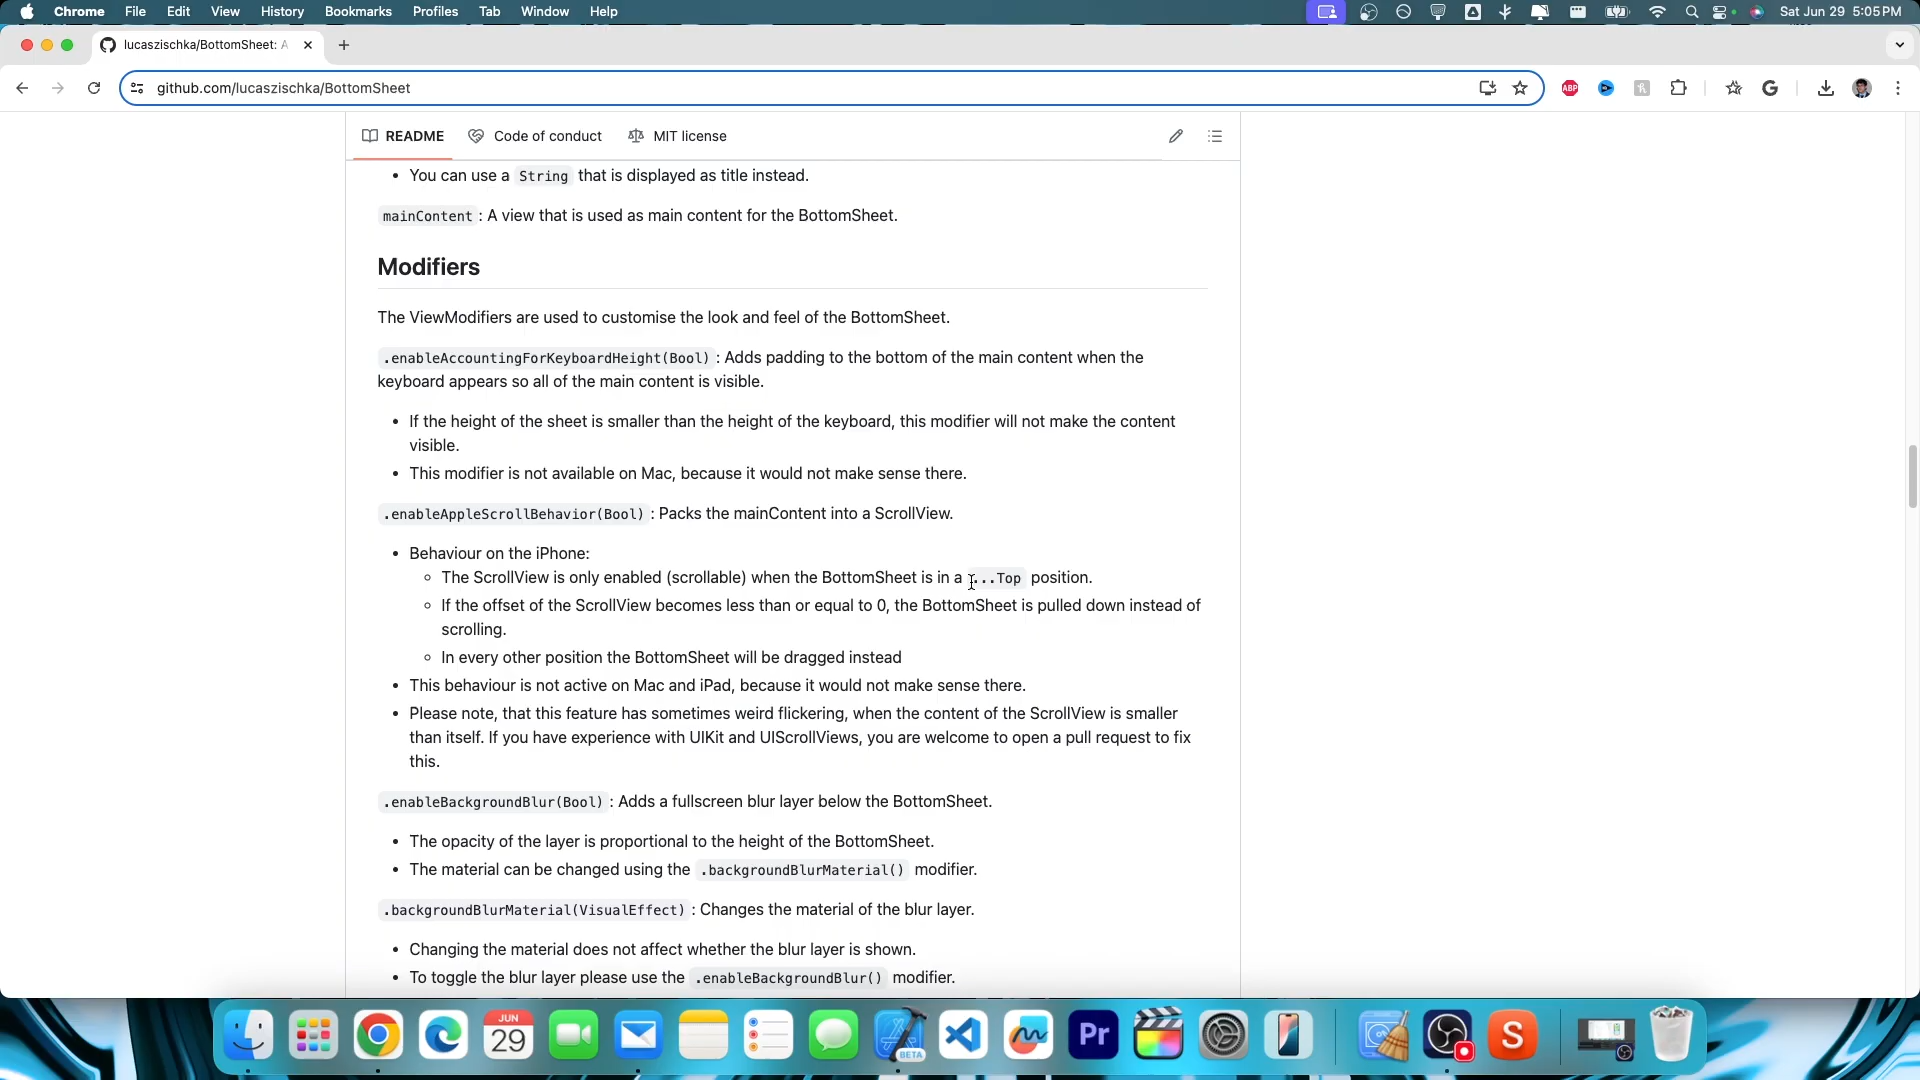 Chrome File Edit View History Bookmarks Profiles Tab Window Help
Sat Jun 29 5:05 PM
lucaszischka/BottomSheet: A
github.com/lucaszischka/BottomSheet
ABP
README Code of conduct MIT license
• You can use a String that is displayed as title instead.
mainContent : A view that is used as main content for the BottomSheet.
Modifiers
The ViewModifiers are used to customise the look and feel of the BottomSheet.
.enableAccountingForKeyboardHeight(Bool) : Adds padding to the bottom of the main content when the
keyboard appears so all of the main content is visible.
• If the height of the sheet is smaller than the height of the keyboard, this modifier will not make the content
visible.
• This modifier is not available on Mac, because it would not make sense there.
.enableAppleScrollBehavior(Bool) : Packs the mainContent into a ScrollView.
• Behaviour on the iPhone:
◦ The ScrollView is only enabled (scrollable) when the BottomSheet is in a ...Top position.
◦ If the offset of the ScrollView becomes less than or equal to 0, the BottomSheet is pulled down instead of
scrolling.
◦ In every other position the BottomSheet will be dragged instead
• This behaviour is not active on Mac and iPad, because it would not make sense there.
• Please note, that this feature has sometimes weird flickering, when the content of the ScrollView is smaller
than itself. If you have experience with UIKit and UIScrollViews, you are welcome to open a pull request to fix
this.
.enableBackgroundBlur(Bool) : Adds a fullscreen blur layer below the BottomSheet.
• The opacity of the layer is proportional to the height of the BottomSheet.
• The material can be changed using the .backgroundBlurMaterial() modifier.
.backgroundBlurMaterial(VisualEffect) : Changes the material of the blur layer.
• Changing the material does not affect whether the blur layer is shown.
• To toggle the blur layer please use the .enableBackgroundBlur() modifier.
JUN
29
BETA
Pr
S